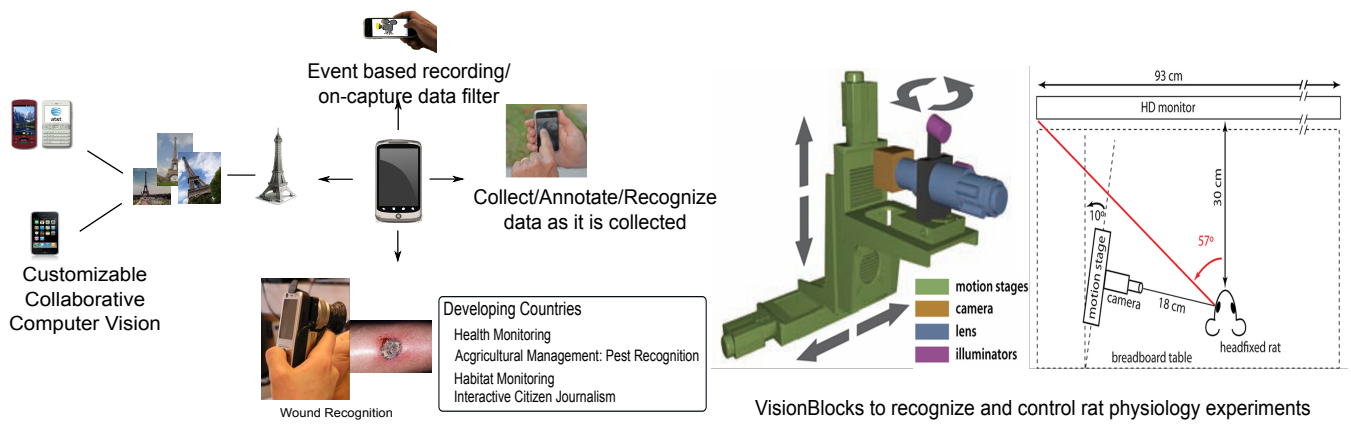 Event based recording/
on-capture data filter
at&t
Collect/Annotate/Recognize
data as it is collected
Customizable
Collaborative
Computer Vision
Wound Recognition
Developing Countries
Health Monitoring
Acgricultural Management: Pest Recognition
Habitat Monitoring
Interactive Citizen Journalism
motion stages
camera
lens
illuminators
93 cm
HD monitor
30 cm
10º
57º
motion stage
camera
18 cm
headfixed rat
breadboard table
VisionBlocks to recognize and control rat physiology experiments